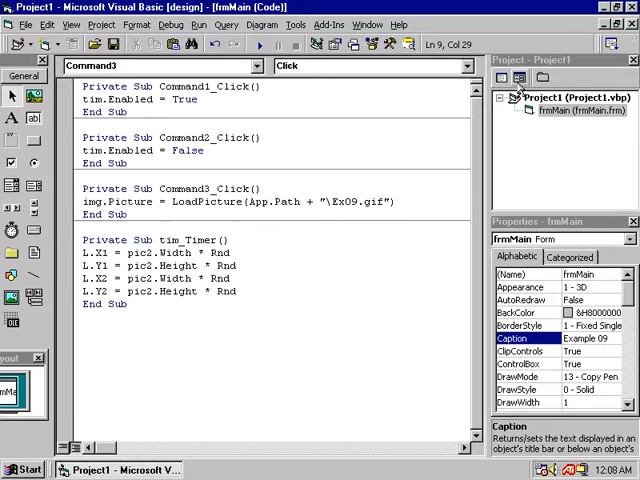 Project1 - Microsoft Visual Basic [design] - [frmMain (Code)]
File Edit View Project Format Debug Run Query Diagram Tools Add-Ins Window Help
Ln 9, Col 29
General
Command3 Click
Private Sub Command1_Click()
tim.Enabled = True
End Sub
Private Sub Command2_Click()
tim.Enabled = False
End Sub
Private Sub Command3_Click()
img.Picture = LoadPicture(App.Path + "\Ex09.gif")
End Sub
Private Sub tim_Timer()
L.X1 = pic2.Width * Rnd
L.Y1 = pic2.Height * Rnd
L.X2 = pic2.Width * Rnd
L.Y2 = pic2.Height * Rnd
End Sub
A ab|
OLE
ayout
mMa
Project - Project1
Project1 (Project1.vbp)
frmMain (frmMain.frm)
Properties - frmMain
frmMain Form
Alphabetic Categorized
(Name) frmMain
Appearance 1 - 3D
AutoRedraw False
BackColor &H8000000
BorderStyle 1 - Fixed Single
Caption Example 09
ClipControls True
ControlBox True
DrawMode 13 - Copy Pen
DrawStyle 0 - Solid
DrawWidth 1
Caption
Returns/sets the text displayed in an
object's title bar or below an object's
Start Project1 - Microsoft V... 12:08 AM